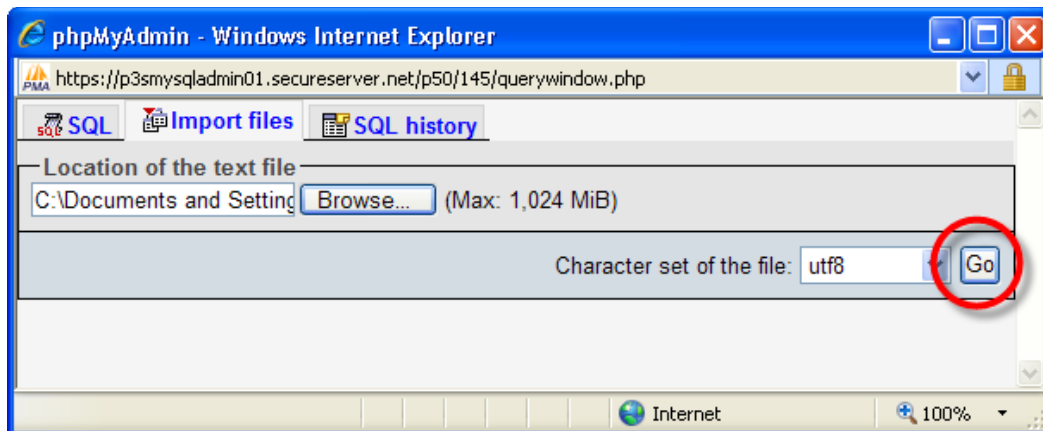 phpMyAdmin - Windows Internet Explorer
PMA https://p3smysqladmin01.secureserver.net/p50/145/querywindow.php
SQL Import files SQL history
Location of the text file
C:\Documents and Setting Browse... (Max: 1,024 MiB)
Character set of the file: utf8 Go
Internet 100%